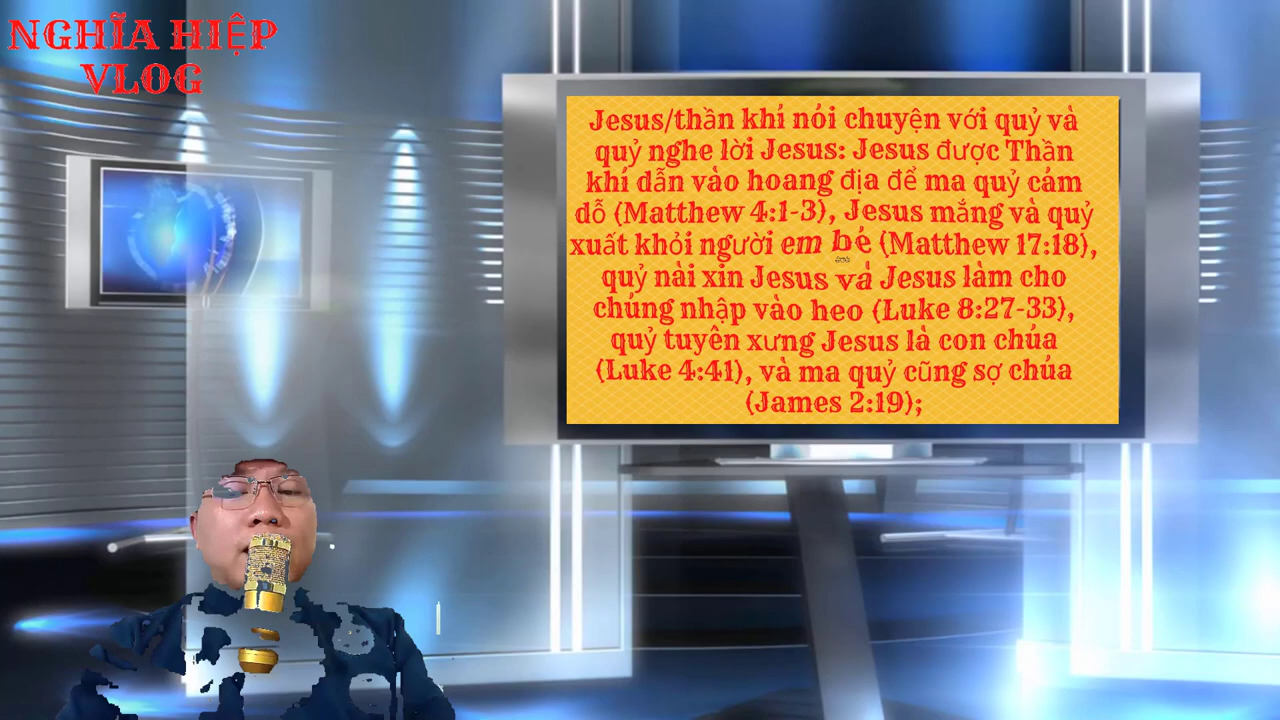 NGHĨA HIỆP
VLOG
Jesus/thần khí nói chuyện với quỷ và
quỷ nghe lời Jesus: Jesus được Thần
khí dẫn vào hoang địa để ma quỷ cám
dỗ (Matthew 4:1-3), Jesus mắng và quỷ
xuất khỏi người em bé (Matthew 17:18),
quỷ nài xin Jesus và Jesus làm cho
chúng nhập vào heo (Luke 8:27-33),
quỷ tuyên xưng Jesus là con chúa
(Luke 4:41), và ma quỷ cũng sợ chúa
(James 2:19);